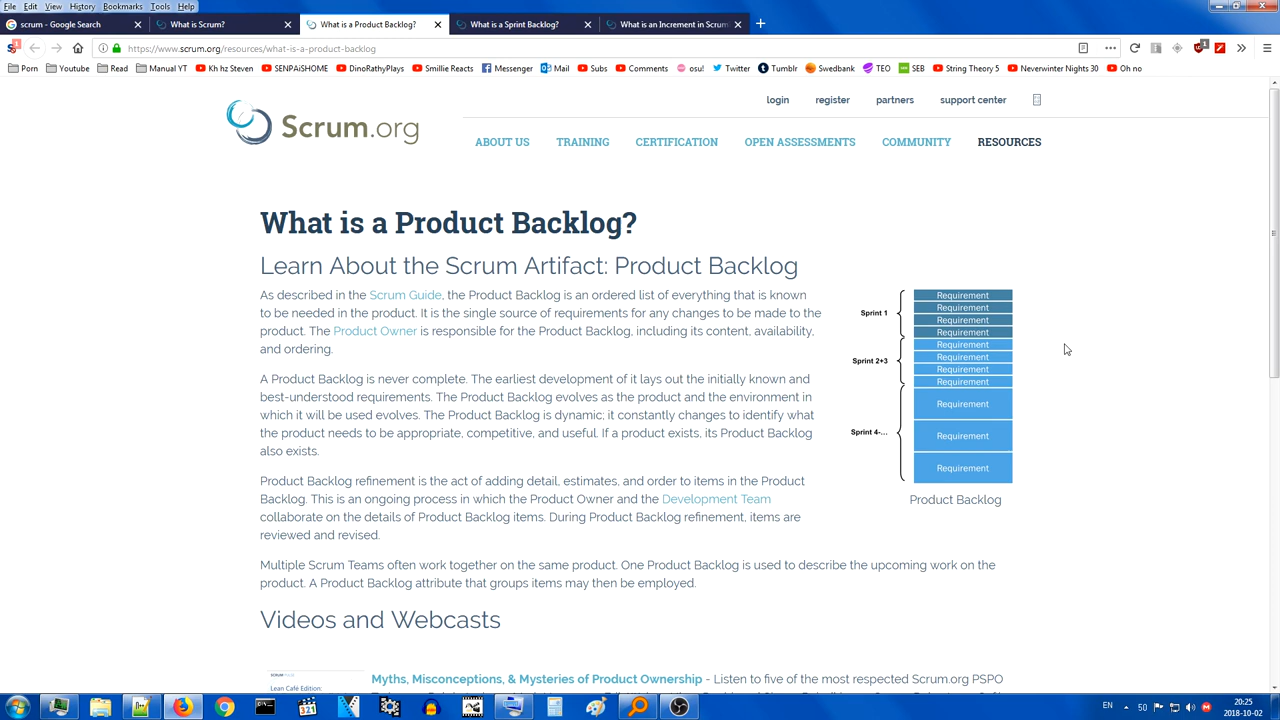 File Edit View History Bookmarks Tools Help
scrum - Google Search
What is Scrum?
What is a Product Backlog?
What is a Sprint Backlog?
What is an Increment in Scrum
https://www.scrum.org/resources/what-is-a-product-backlog
Porn Youtube Read Manual YT Kh hz Steven SENPAiSHOME DinoRathyPlays Smillie Reacts Messenger Mail Subs Comments osu! Twitter Tumblr Swedbank TEO SEB String Theory 5 Neverwinter Nights 30 Oh no
login register partners support center
Scrum.org
ABOUT US TRAINING CERTIFICATION OPEN ASSESSMENTS COMMUNITY RESOURCES
What is a Product Backlog?
Learn About the Scrum Artifact: Product Backlog
As described in the Scrum Guide, the Product Backlog is an ordered list of everything that is known
to be needed in the product. It is the single source of requirements for any changes to be made to the
product. The Product Owner is responsible for the Product Backlog, including its content, availability,
and ordering.
A Product Backlog is never complete. The earliest development of it lays out the initially known and
best-understood requirements. The Product Backlog evolves as the product and the environment in
which it will be used evolves. The Product Backlog is dynamic; it constantly changes to identify what
the product needs to be appropriate, competitive, and useful. If a product exists, its Product Backlog
also exists.
Product Backlog refinement is the act of adding detail, estimates, and order to items in the Product
Backlog. This is an ongoing process in which the Product Owner and the Development Team
collaborate on the details of Product Backlog items. During Product Backlog refinement, items are
reviewed and revised.
Sprint 1
Requirement
Requirement
Requirement
Requirement
Sprint 2+3
Requirement
Requirement
Requirement
Requirement
Sprint 4-...
Requirement
Requirement
Requirement
Product Backlog
Multiple Scrum Teams often work together on the same product. One Product Backlog is used to describe the upcoming work on the
product. A Product Backlog attribute that groups items may then be employed.
Videos and Webcasts
Lean Café Edition:
Myths, Misconceptions, & Mysteries of Product Ownership - Listen to five of the most respected Scrum.org PSPO
EN 50 20:25
2018-10-02